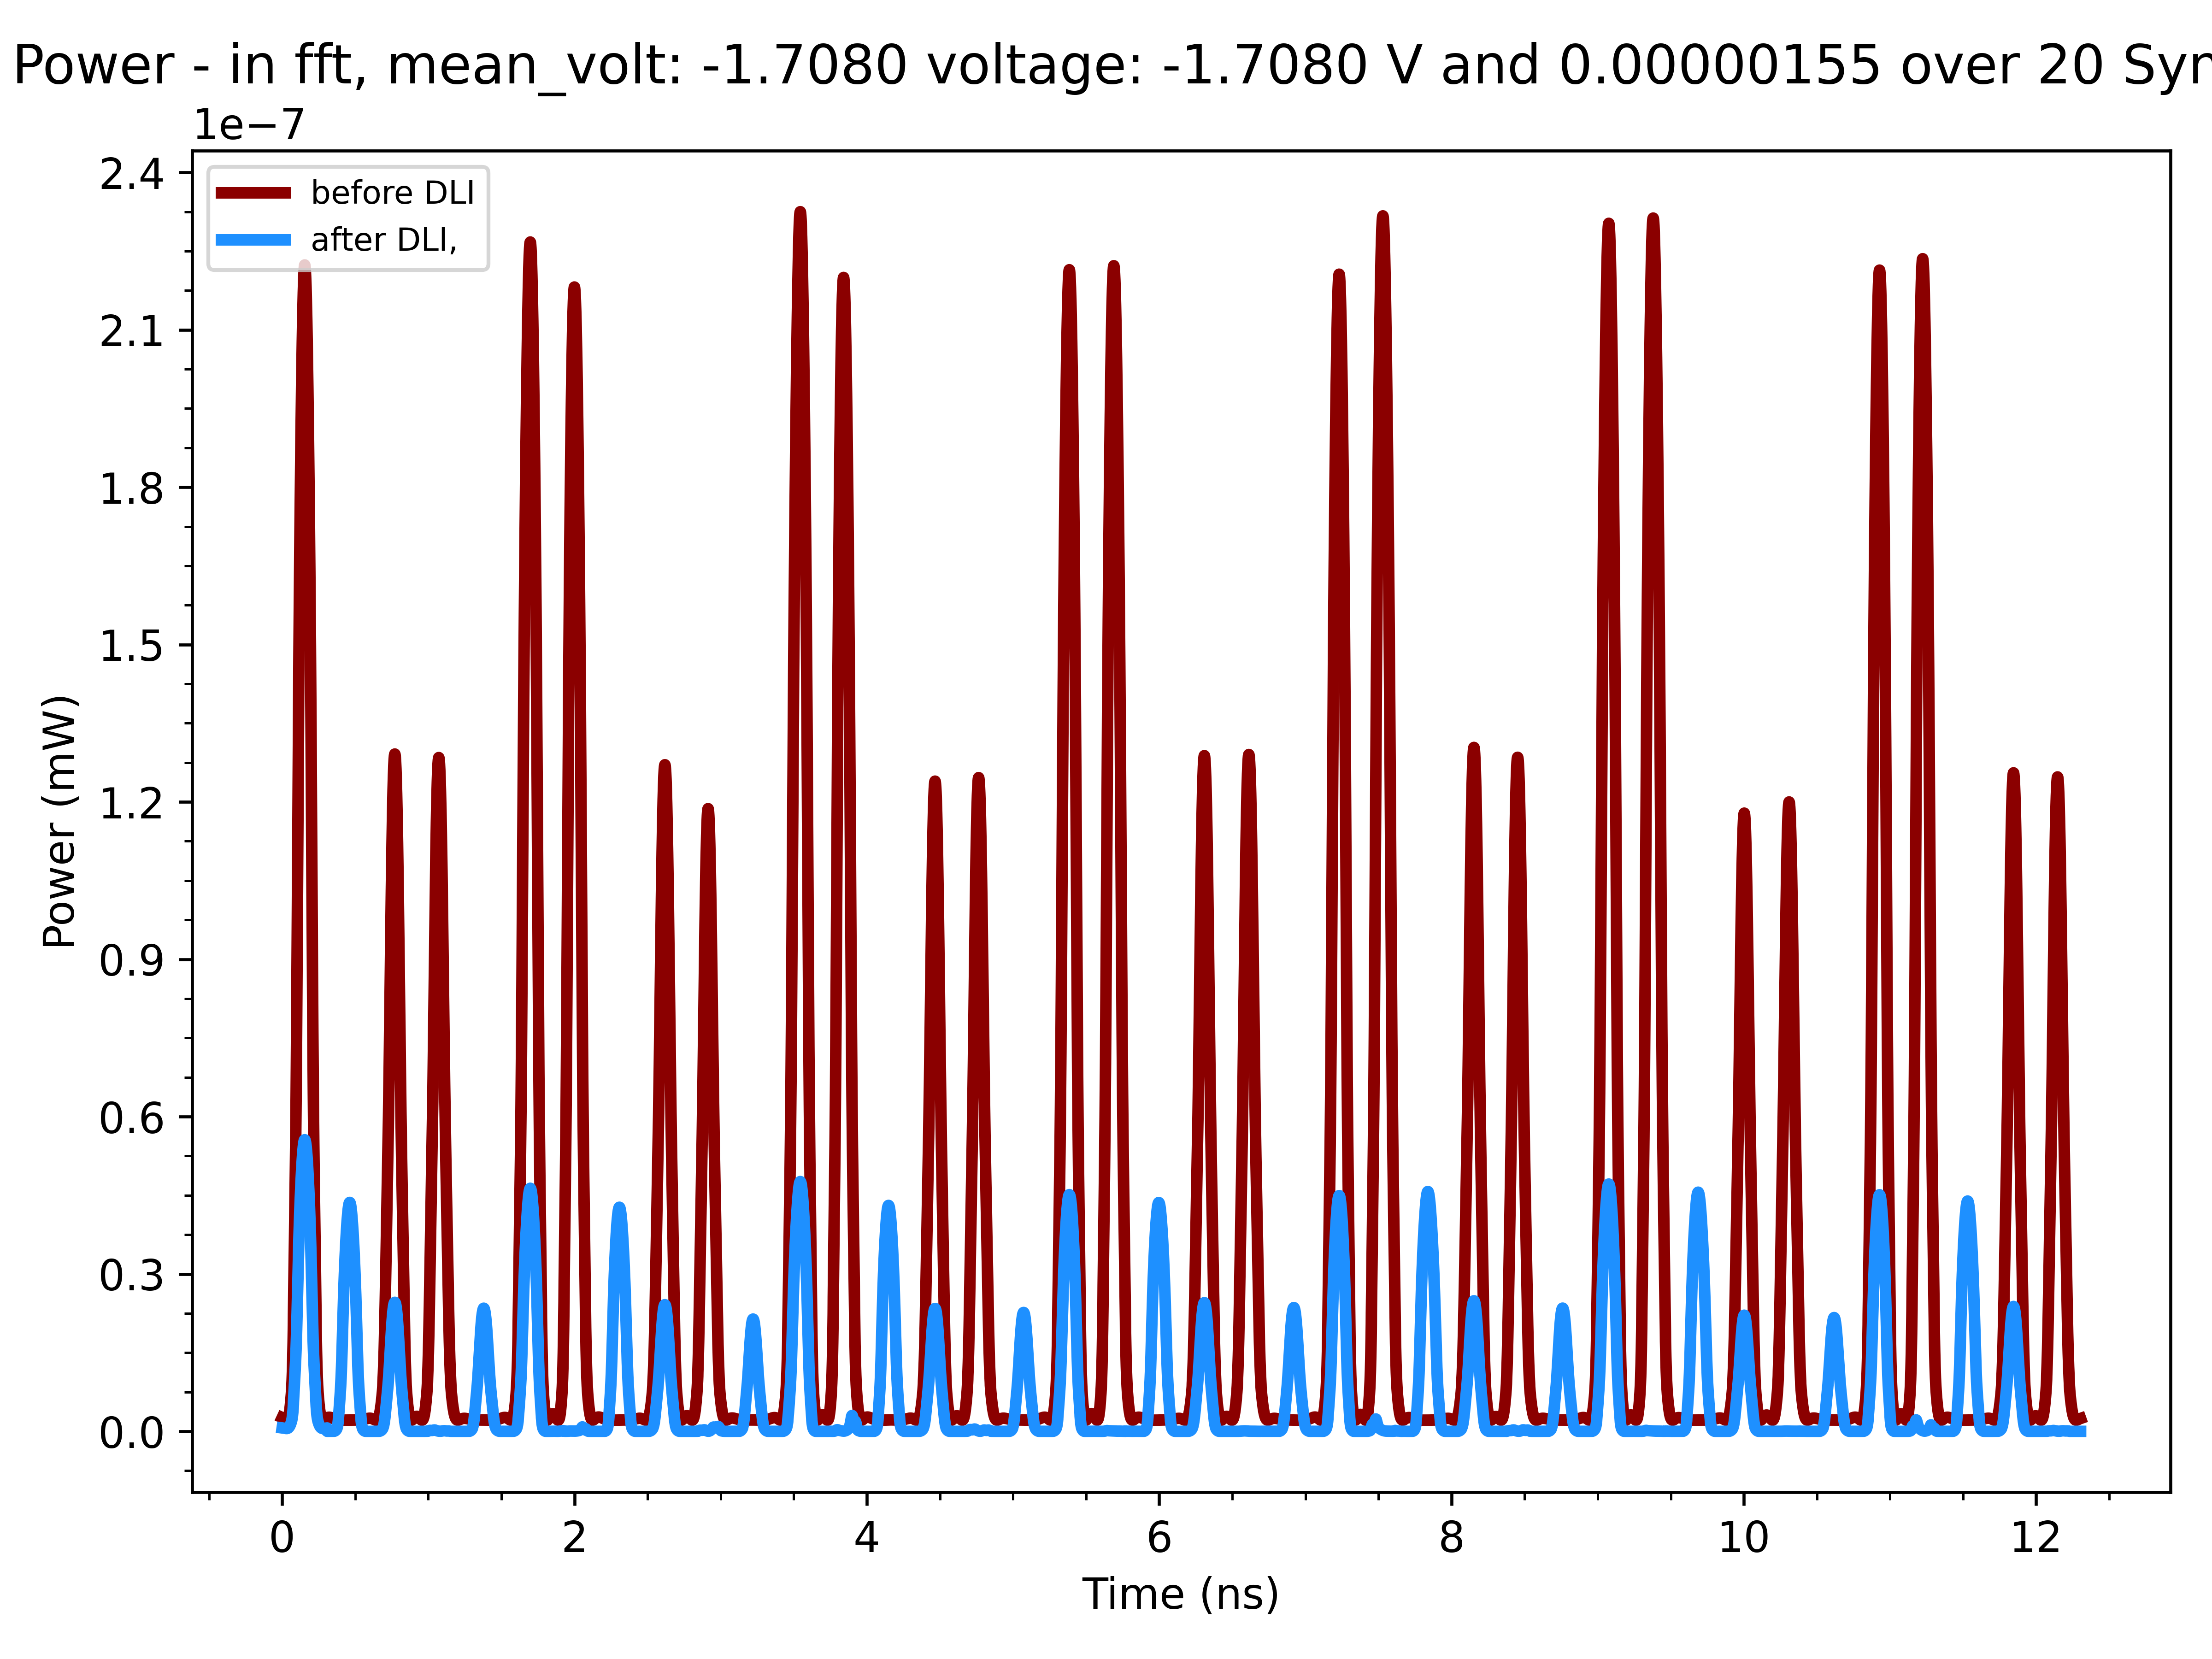 Power - in fft, mean_volt: -1.7080 voltage: -1.7080 V and 0.00000155 over 20 Sy
1e−7
before DLI
after DLI,
2.4
2.1
1.8
1.5
1.2
0.9
0.6
0.3
0.0
Power (mW)
0 2 4 6 8 10 12
Time (ns)